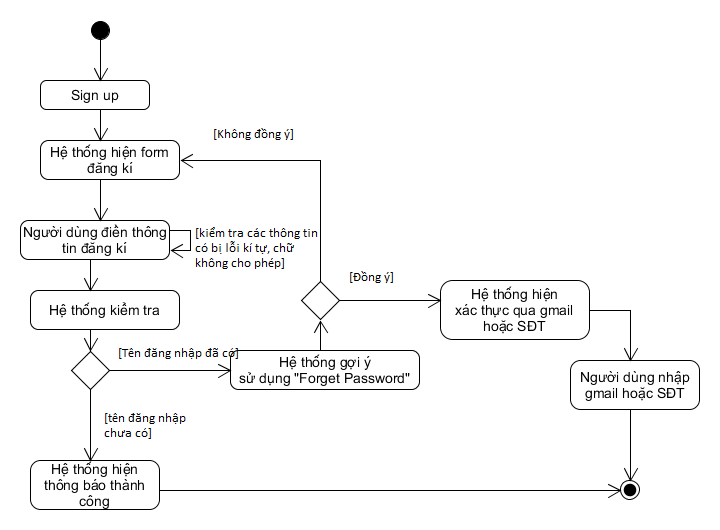 Sign up
[Không đồng ý]
Hệ thống hiện form
đăng kí
Người dùng điền thông
tin đăng kí
[kiểm tra các thông tin
có bị lỗi kí tự, chữ
không cho phép]
[Đồng ý]
Hệ thống hiện
xác thực qua gmail
hoặc SĐT
Hệ thống kiểm tra
[Tên đăng nhập đã có]
Hệ thống gợi ý
sử dụng "Forget Password"
Người dùng nhập
gmail hoặc SĐT
[tên đăng nhập
chưa có]
Hệ thống hiện
thông báo thành
công